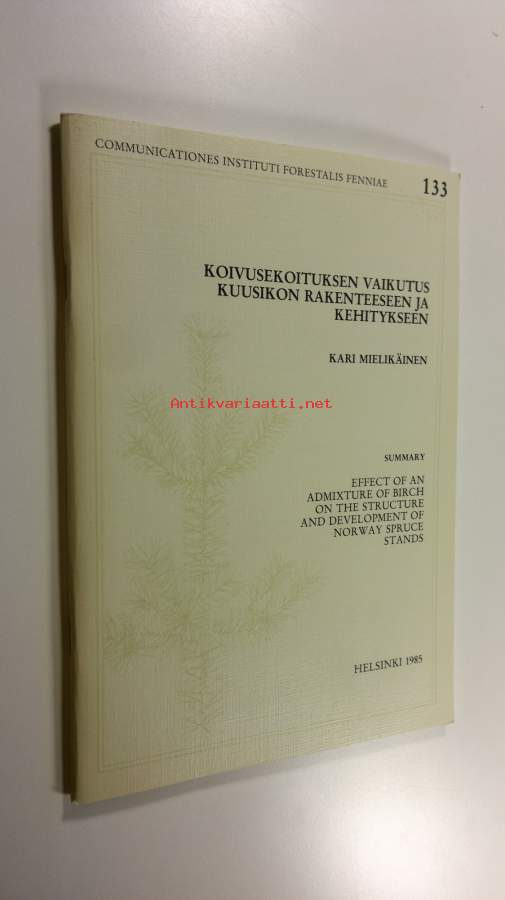 COMMUNICATIONES INSTITUTI FORESTALIS FENNIAE 133
KOIVUSEKOITUKSEN VAIKUTUS
KUUSIKON RAKENTEESEEN JA
KEHITYKSEEN
KARI MIELIKÄINEN
Antikvariaatti.net
SUMMARY
EFFECT OF AN
ADMIXTURE OF BIRCH
ON THE STRUCTURE
AND DEVELOPMENT OF
NORWAY SPRUCE
STANDS
HELSINKI 1985